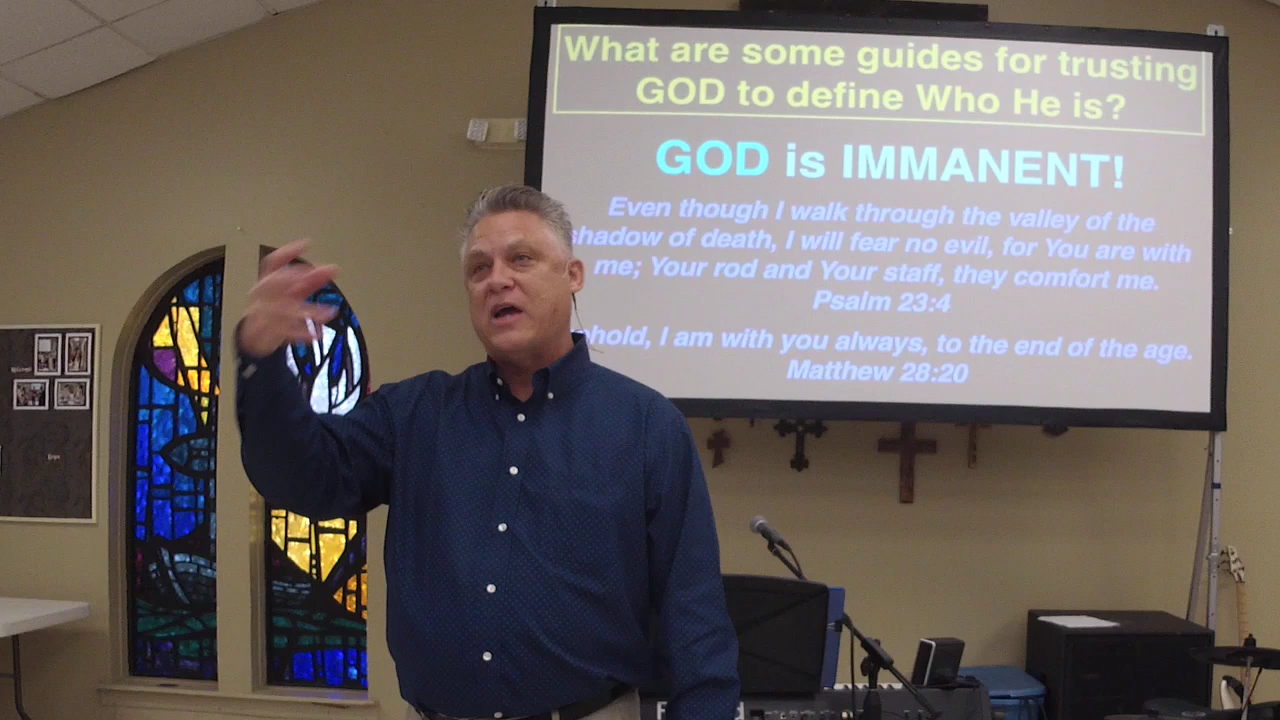 What are some guides for trusting
GOD to define Who He is?
GOD is IMMANENT!
Even though I walk through the valley of the
shadow of death, I will fear no evil, for You are with
me; Your rod and Your staff, they comfort me.
Psalm 23:4
ehold, I am with you always, to the end of the age.
Matthew 28:20